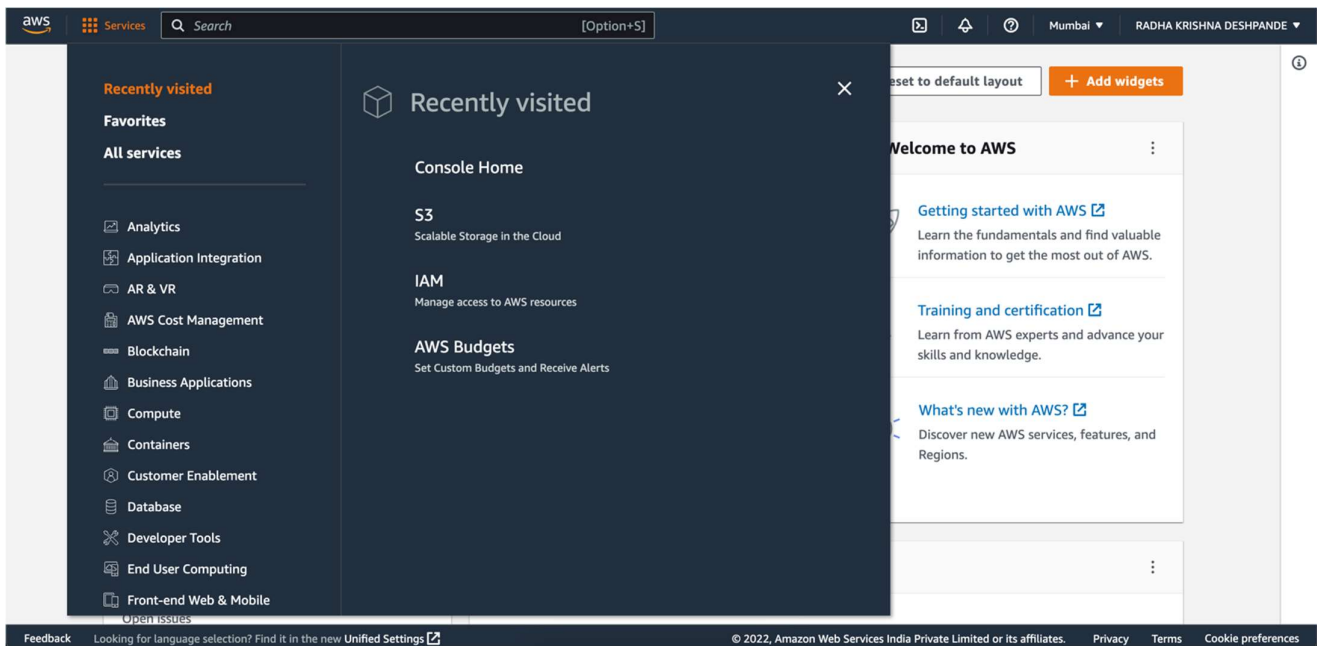 aws
Services
Search
[Option+S]
Mumbai
RADHA KRISHNA DESHPANDE
Recently visited
Favorites
All services
Analytics
Application Integration
AR & VR
AWS Cost Management
Blockchain
Business Applications
Compute
Containers
Customer Enablement
Database
Developer Tools
End User Computing
Front-end Web & Mobile
Recently visited
Console Home
S3
Scalable Storage in the Cloud
IAM
Manage access to AWS resources
AWS Budgets
Set Custom Budgets and Receive Alerts
eset to default layout
+ Add widgets
Welcome to AWS
Getting started with AWS
Learn the fundamentals and find valuable
information to get the most out of AWS.
Training and certification
Learn from AWS experts and advance your
skills and knowledge.
What's new with AWS?
Discover new AWS services, features, and
Regions.
Open issues
Feedback
Looking for language selection? Find it in the new Unified Settings
© 2022, Amazon Web Services India Private Limited or its affiliates.
Privacy
Terms
Cookie preferences